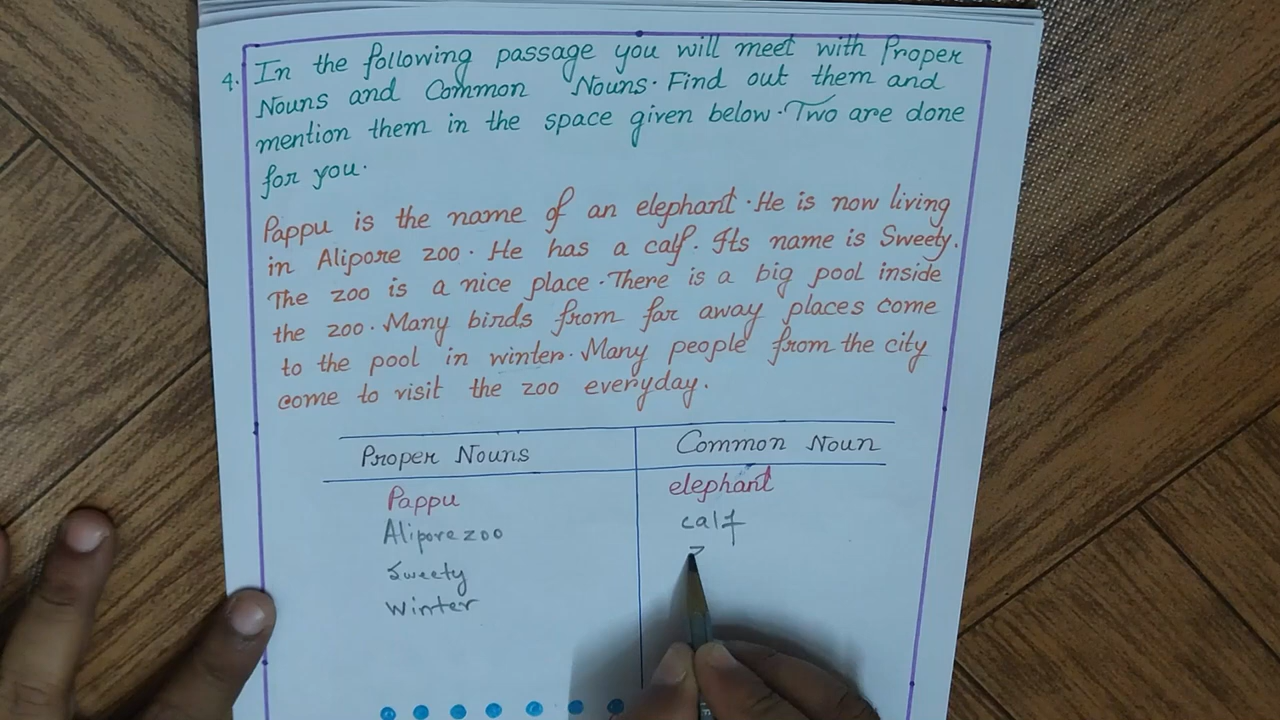 4. In the following passage you will meet with Proper
Nouns and Common Nouns. Find out them and
mention them in the space given below. Two are done
for you.
Pappu is the name of an elephant. He is now living
in Alipore zoo. He has a calf. Its name is Sweety.
The zoo is a nice place. There is a big pool inside
the zoo. Many birds from far away places come
to the pool in winter. Many people from the city
come to visit the zoo everyday.
Proper Nouns Common Noun
Pappu elephant
Alipore zoo calf
Sweety
Winter